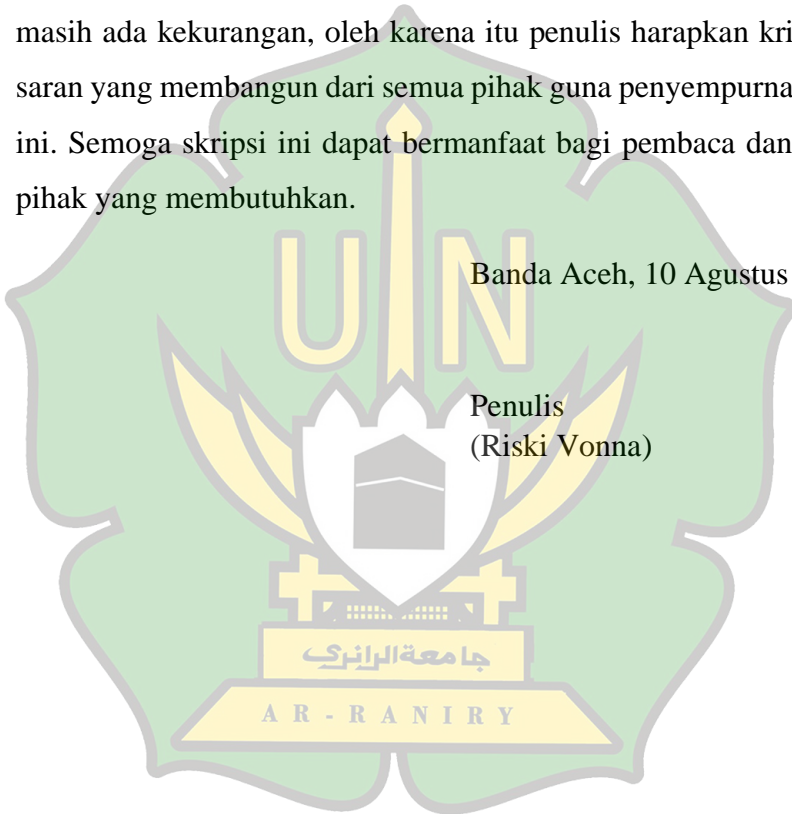 masih ada kekurangan, oleh karena itu penulis harapkan kri
saran yang membangun dari semua pihak guna penyempurna
ini. Semoga skripsi ini dapat bermanfaat bagi pembaca dan
pihak yang membutuhkan.
Banda Aceh, 10 Agustus
Penulis
(Riski Vonna)
UIN
جامعةالرانرك
AR-RANIRY